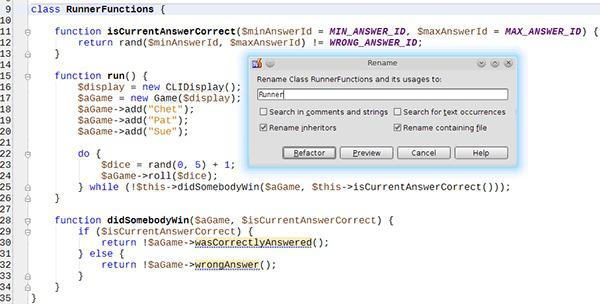 9 class RunnerFunctions {
10
11 function isCurrentAnswerCorrect($minAnswerId = MIN_ANSWER_ID, $maxAnswerId = MAX_ANSWER_ID) {
12 return rand($minAnswerId, $maxAnswerId) != WRONG_ANSWER_ID;
13 }
14
15 function run() {
16 $display = new CLIDisplay();
17 $aGame = new Game($display);
18 $aGame->add("Chet");
19 $aGame->add("Pat");
20 $aGame->add("Sue");
21
22 do {
23 $dice = rand(0, 5) + 1;
24 $aGame->roll($dice);
25 } while (!$this->didSomebodyWin($aGame, $this->isCurrentAnswerCorrect()));
26 }
27
28 function didSomebodyWin($aGame, $isCurrentAnswerCorrect) {
29 if ($isCurrentAnswerCorrect) {
30 return !$aGame->wasCorrectlyAnswered();
31 } else {
32 return !$aGame->wrongAnswer();
33 }
34 }
35 }
Rename
Rename Class RunnerFunctions and its usages to:
Runner
Search in comments and strings Search for text occurrences
Rename inheritors Rename containing file
Refactor Preview Cancel Help